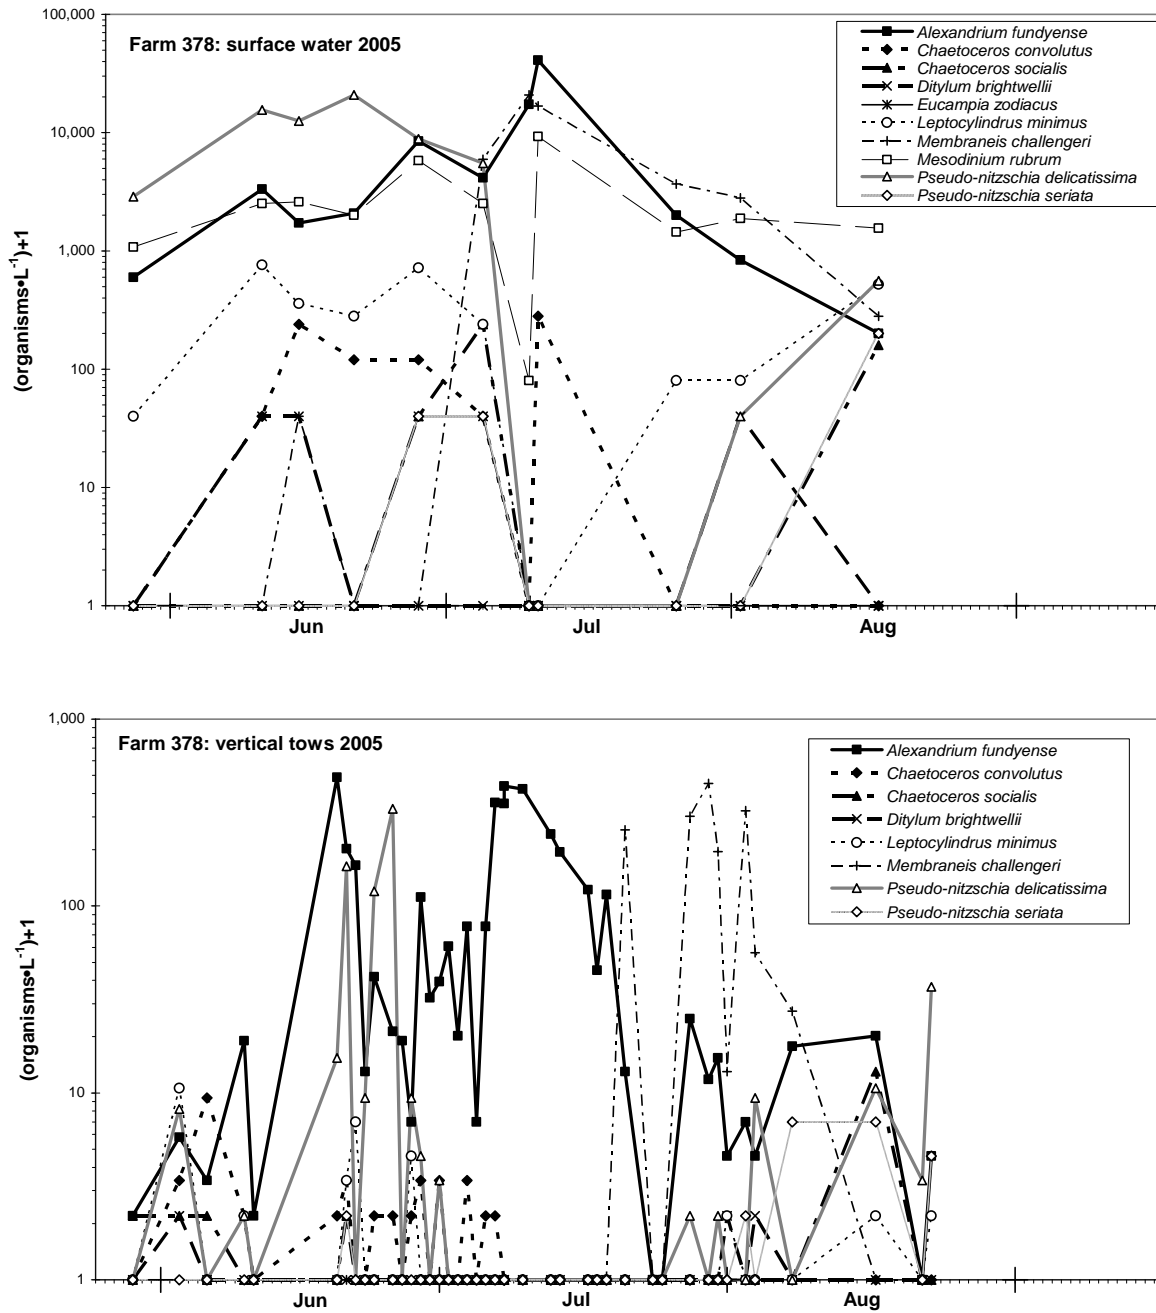 100,000
10,000
1,000
100
10
1
(organisms•L⁻¹)+1
Farm 378: surface water 2005
Alexandrium fundyense
Chaetoceros convolutus
Chaetoceros socialis
Ditylum brightwellii
Eucampia zodiacus
Leptocylindrus minimus
Membraneis challengeri
Mesodinium rubrum
Pseudo-nitzschia delicatissima
Pseudo-nitzschia seriata
Jun
Jul
Aug
1,000
100
10
1
(organisms•L⁻¹)+1
Farm 378: vertical tows 2005
Alexandrium fundyense
Chaetoceros convolutus
Chaetoceros socialis
Ditylum brightwellii
Leptocylindrus minimus
Membraneis challengeri
Pseudo-nitzschia delicatissima
Pseudo-nitzschia seriata
Jun
Jul
Aug